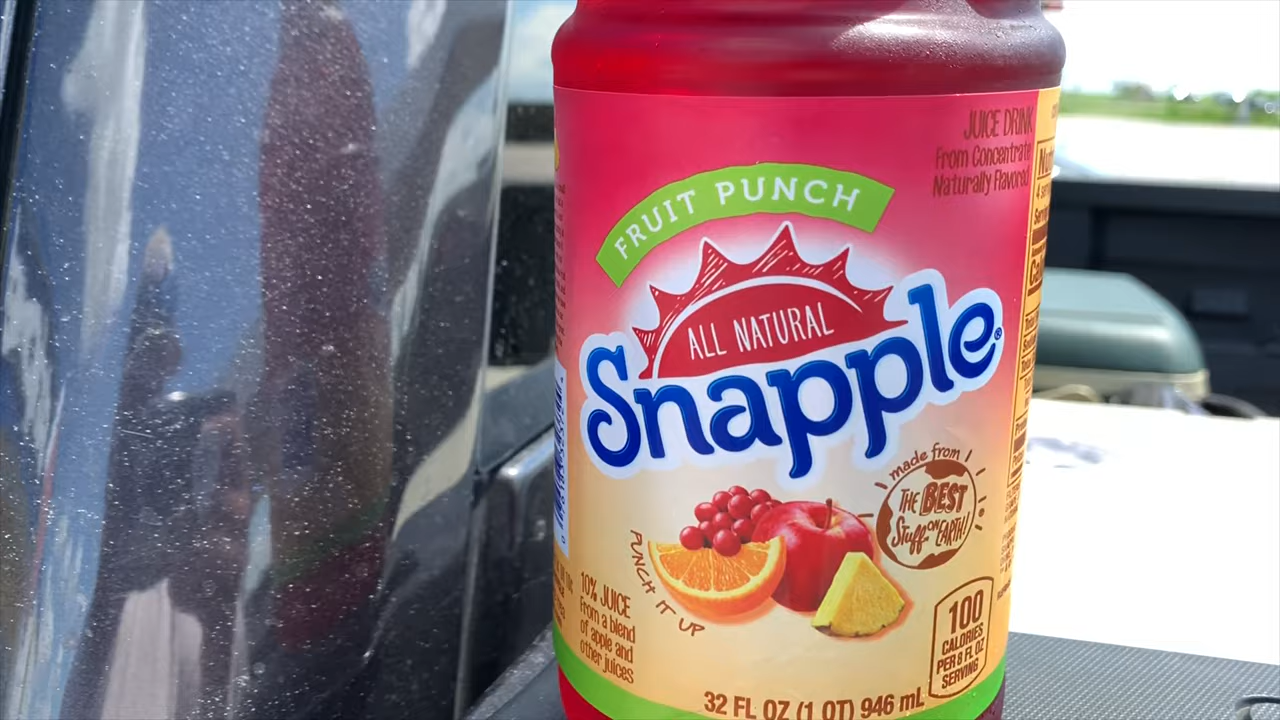 JUICE DRINK
From Concentrate
Naturally Flavored
FRUIT PUNCH
ALL NATURAL
Snapple®
made from
THE BEST
Stuff ON EARTH!
PUNCH IT UP
10% JUICE
From a blend
of apple and
other juices
100
CALORIES
PER 8 FL OZ
SERVING
32 FL OZ (1 QT) 946 mL